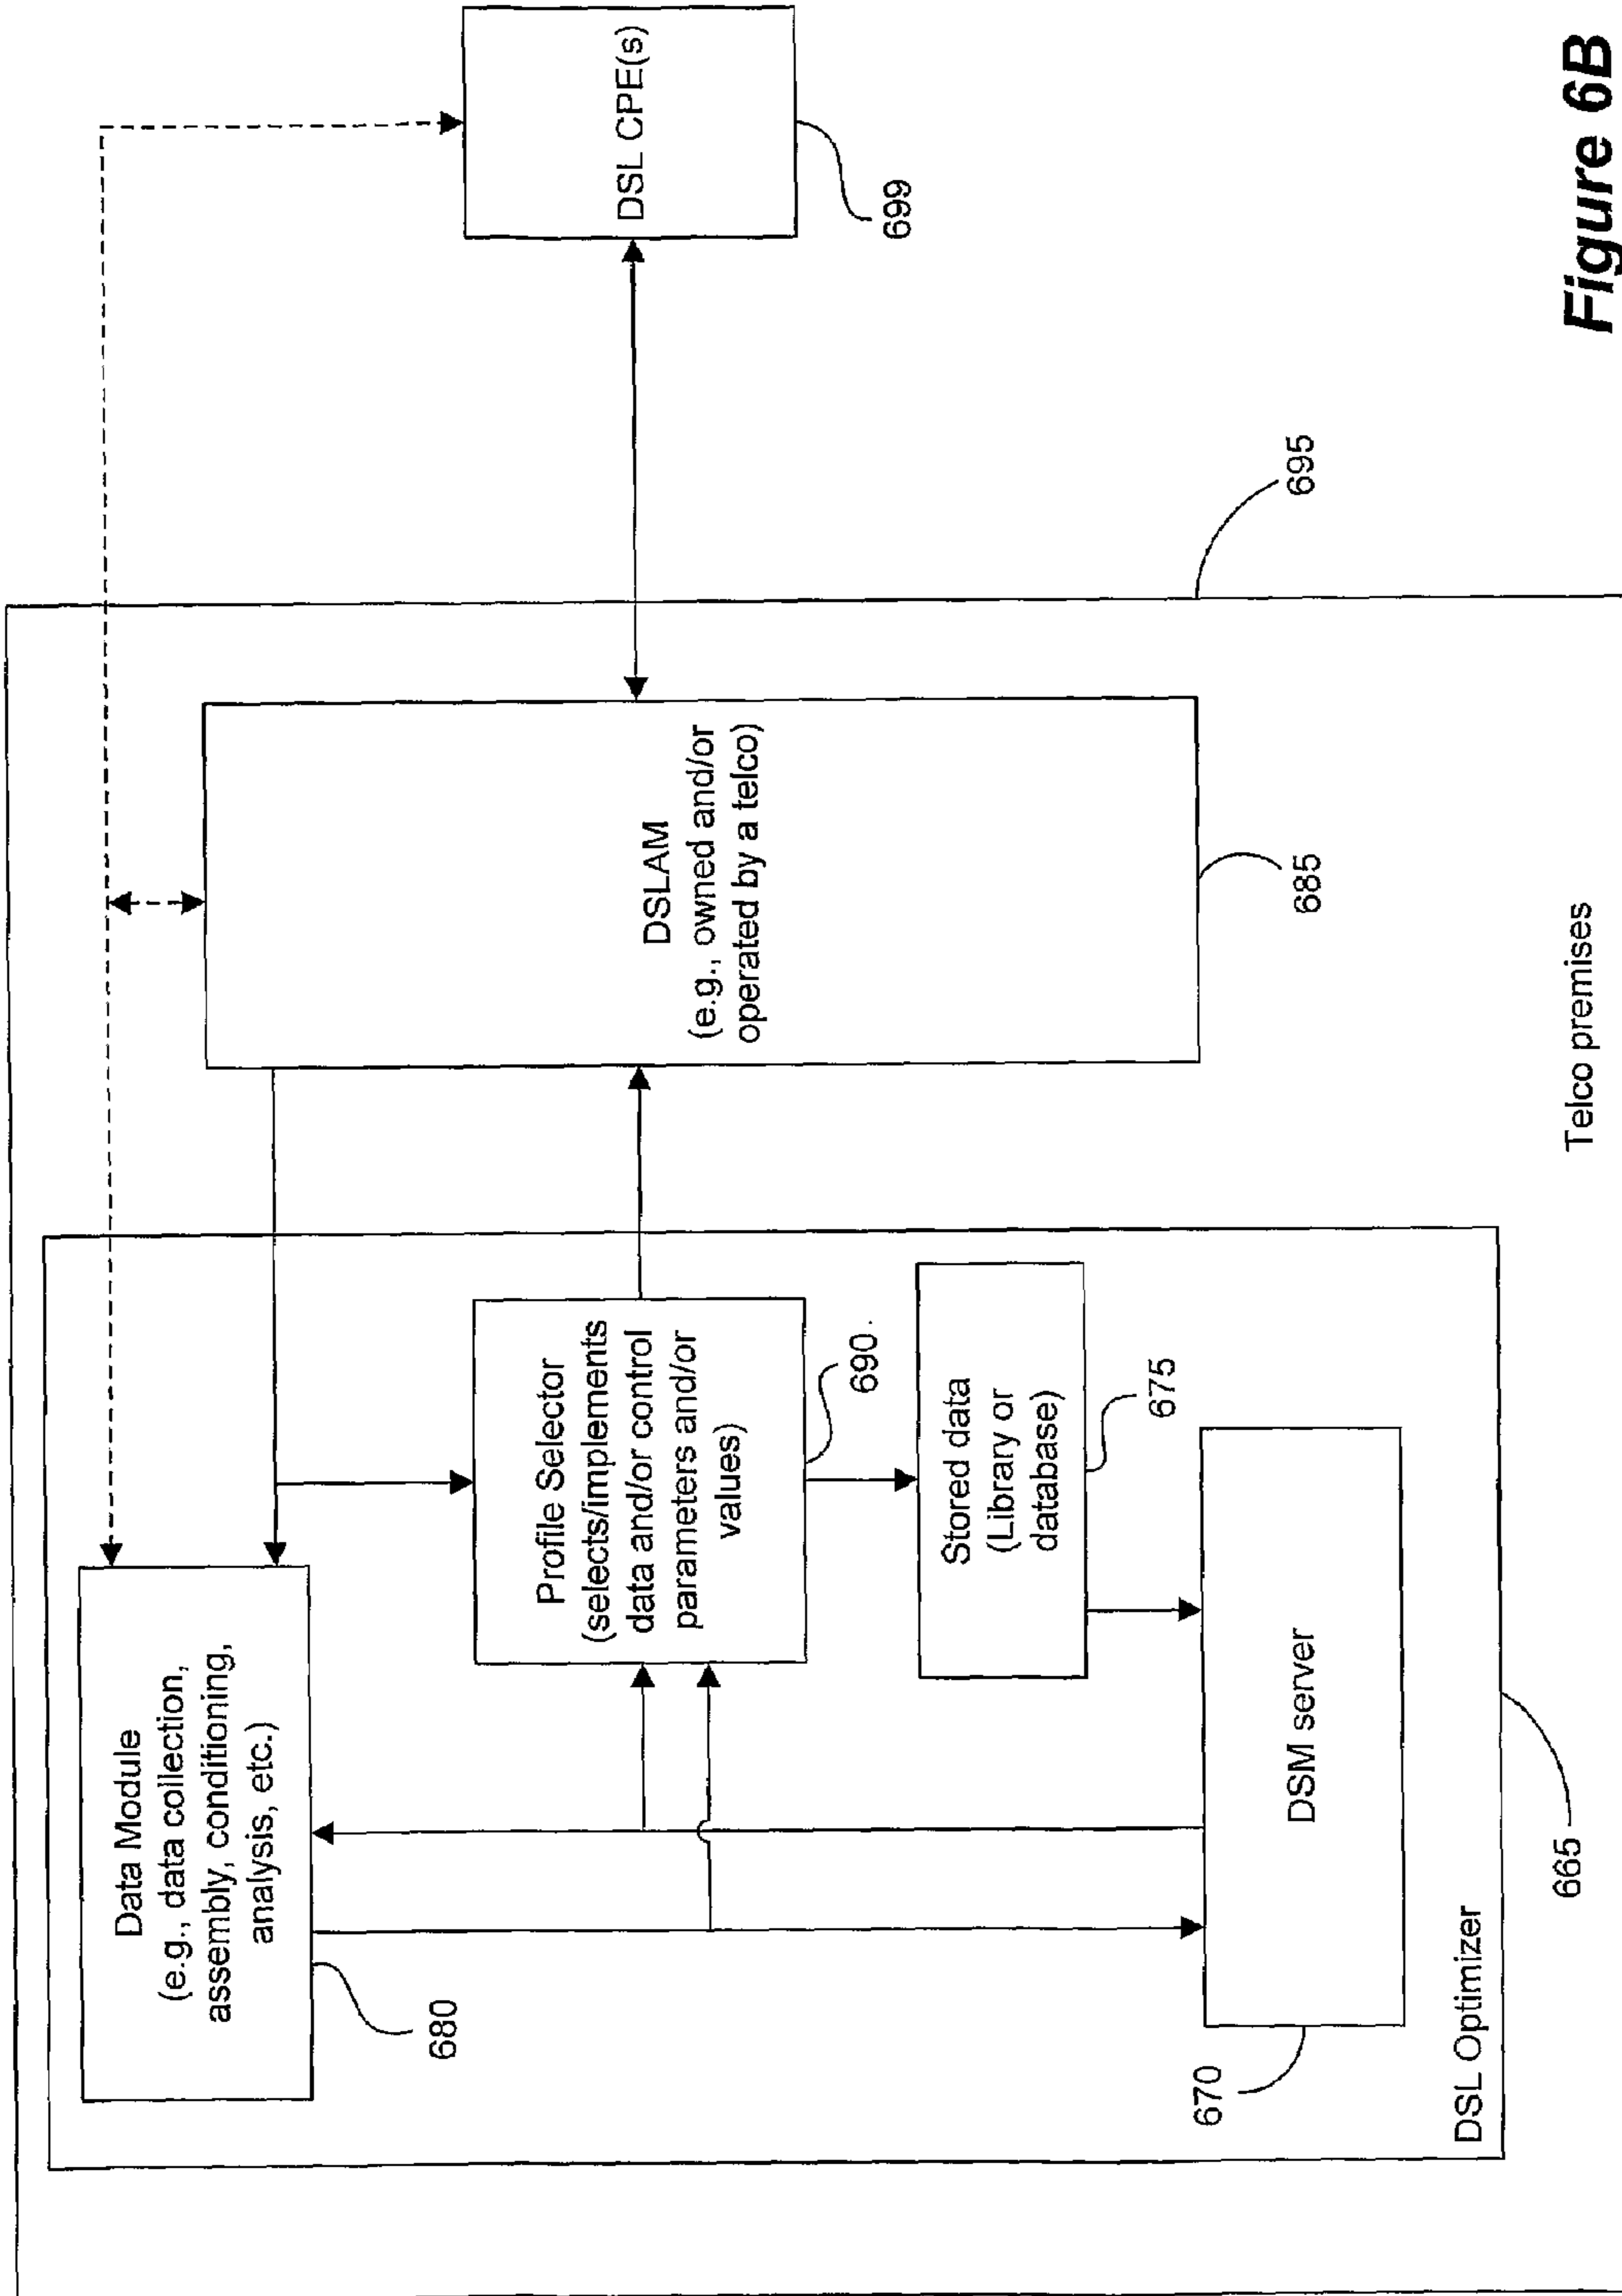 Data Module
(e.g., data collection,
assembly, conditioning,
analysis, etc.)
680
Profile Selector
(selects/implements
data and/or control
parameters and/or
values)
690
Stored data
(Library or
database)
675
DSM server
670
DSL Optimizer
665
DSLAM
(e.g., owned and/or
operated by a telco)
685
Telco premises
695
DSL CPE(s)
699
Figure 6B